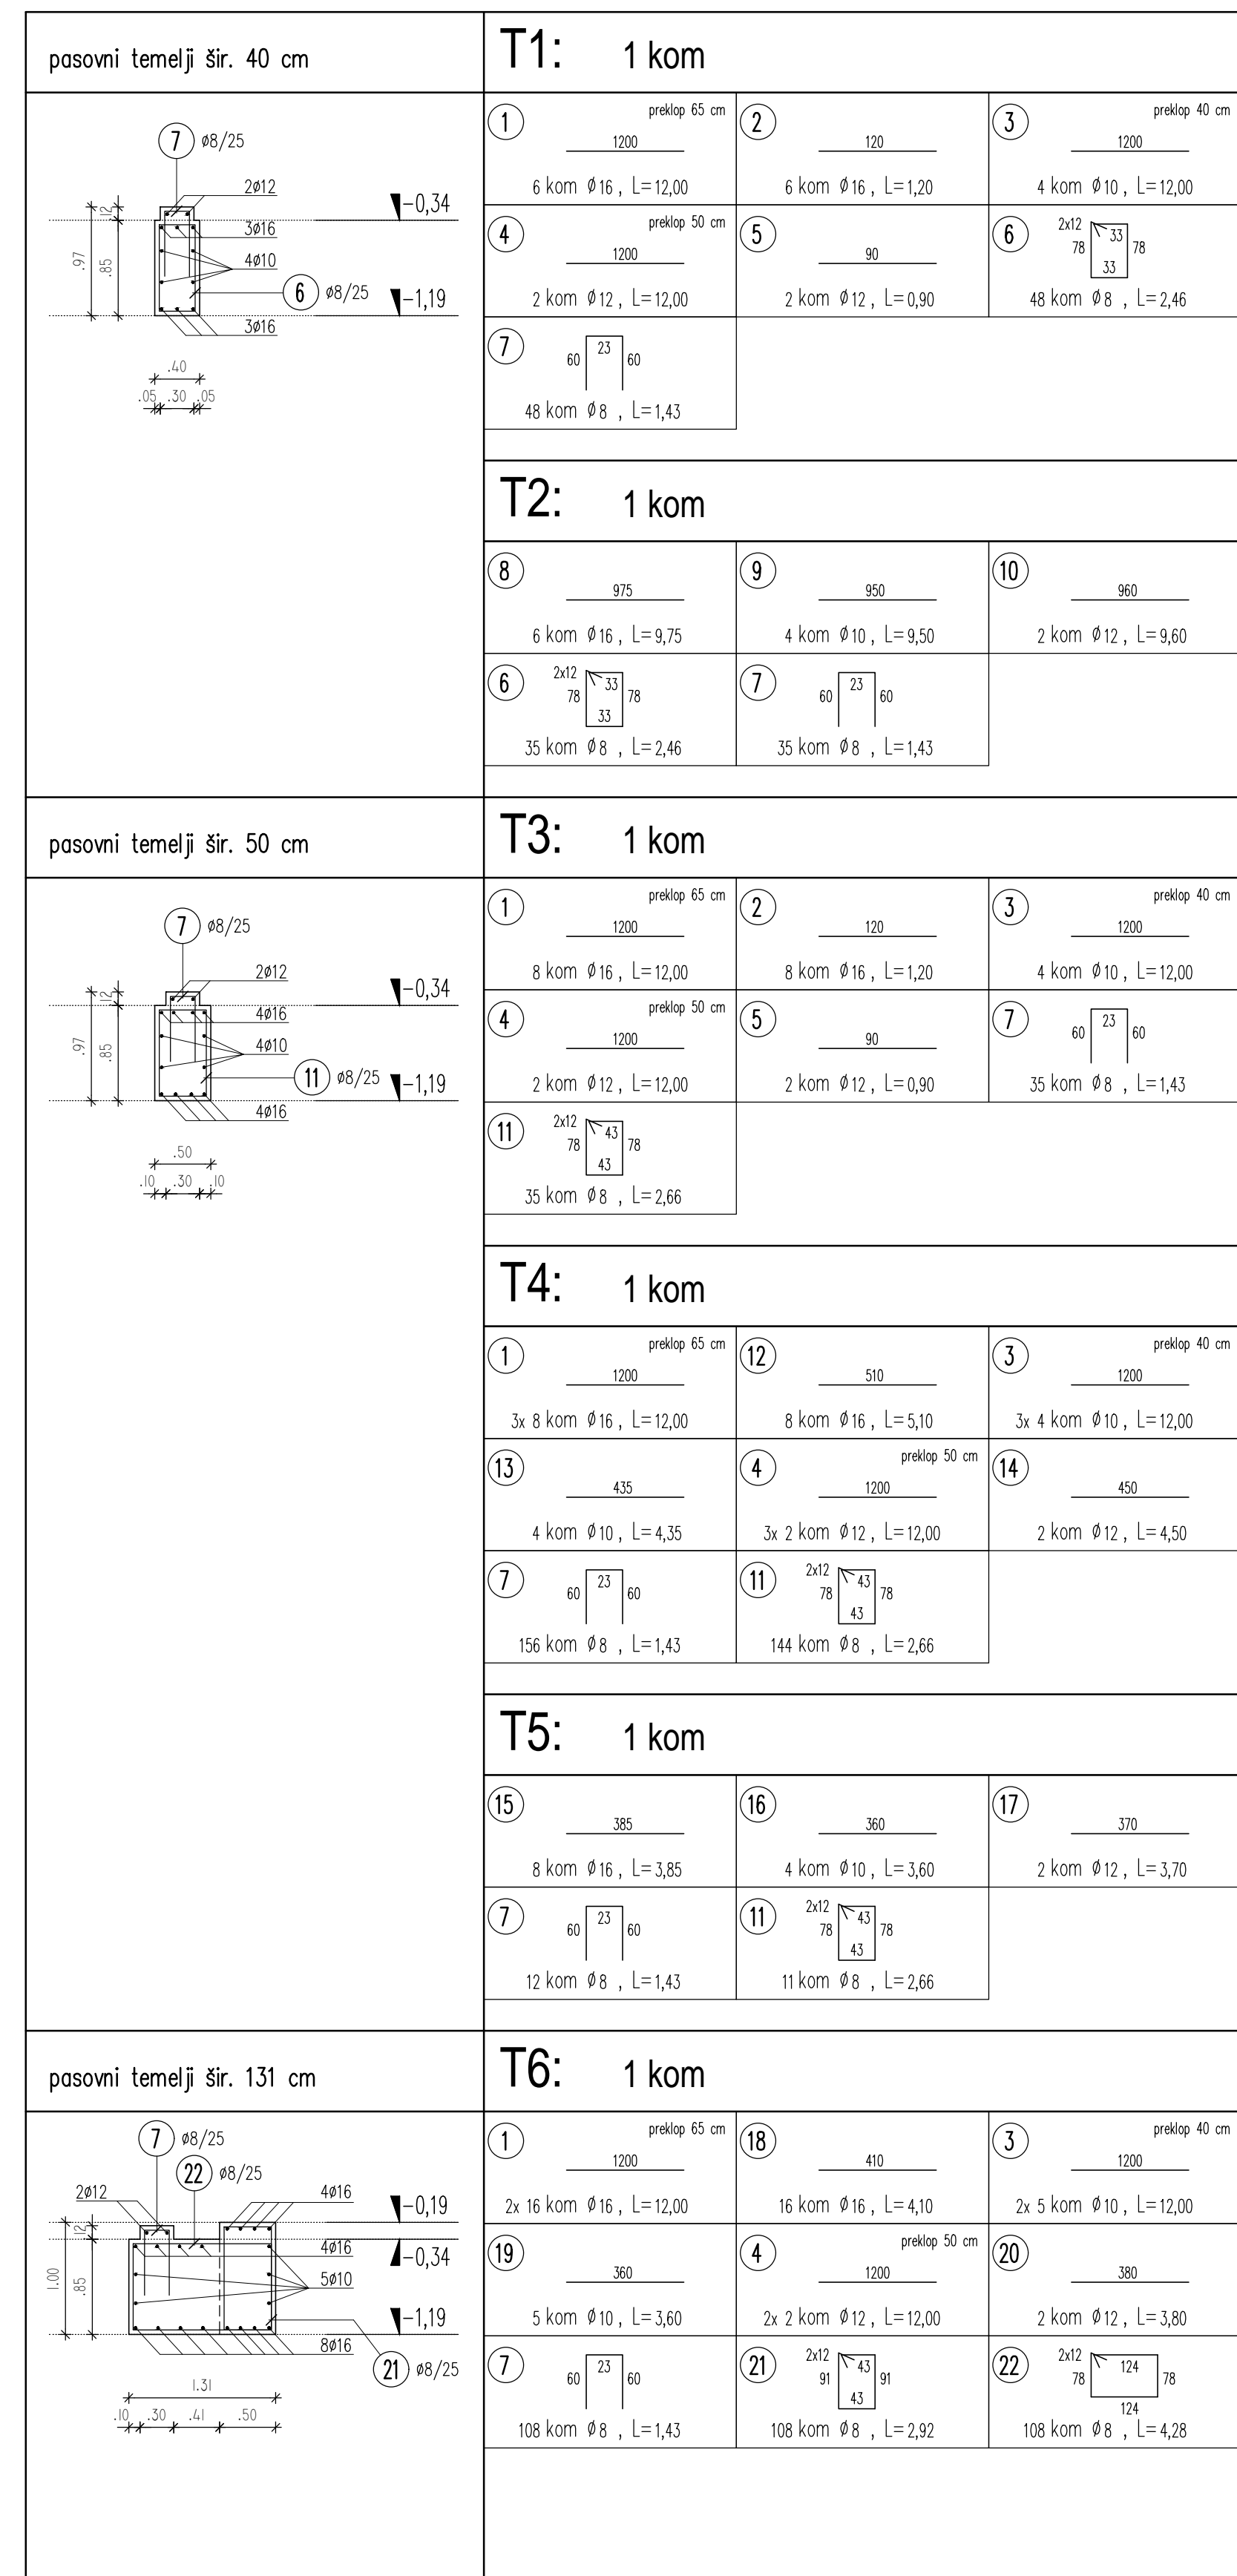 pasovni temelji šir. 40 cm
T1: 1 kom
7 ø8/25
2ø12
-0,34
3ø16
4ø10
6 ø8/25
-1,19
3ø16
12
.97
.85
.40
.05 .30 .05
1 preklop 65 cm
1200
6 kom Ø16 , L=12,00
2
120
6 kom Ø16 , L=1,20
3 preklop 40 cm
1200
4 kom Ø10 , L=12,00
4 preklop 50 cm
1200
2 kom Ø12 , L=12,00
5
90
2 kom Ø12 , L=0,90
6 2x12 33
78 78
33
48 kom Ø8 , L=2,46
7 60 23 60
48 kom Ø8 , L=1,43
T2: 1 kom
8
975
6 kom Ø16 , L=9,75
9
950
4 kom Ø10 , L=9,50
10
960
2 kom Ø12 , L=9,60
6 2x12 33
78 78
33
35 kom Ø8 , L=2,46
7 60 23 60
35 kom Ø8 , L=1,43
pasovni temelji šir. 50 cm
T3: 1 kom
7 ø8/25
2ø12
-0,34
4ø16
4ø10
11 ø8/25
-1,19
4ø16
12
.97
.85
.50
.10 .30 .10
1 preklop 65 cm
1200
8 kom Ø16 , L=12,00
2
120
8 kom Ø16 , L=1,20
3 preklop 40 cm
1200
4 kom Ø10 , L=12,00
4 preklop 50 cm
1200
2 kom Ø12 , L=12,00
5
90
2 kom Ø12 , L=0,90
7 60 23 60
35 kom Ø8 , L=1,43
11 2x12 43
78 78
43
35 kom Ø8 , L=2,66
T4: 1 kom
1 preklop 65 cm
1200
3x 8 kom Ø16 , L=12,00
12
510
8 kom Ø16 , L=5,10
3 preklop 40 cm
1200
3x 4 kom Ø10 , L=12,00
13
435
4 kom Ø10 , L=4,35
4 preklop 50 cm
1200
3x 2 kom Ø12 , L=12,00
14
450
2 kom Ø12 , L=4,50
7 60 23 60
156 kom Ø8 , L=1,43
11 2x12 43
78 78
43
144 kom Ø8 , L=2,66
T5: 1 kom
15
385
8 kom Ø16 , L=3,85
16
360
4 kom Ø10 , L=3,60
17
370
2 kom Ø12 , L=3,70
7 60 23 60
12 kom Ø8 , L=1,43
11 2x12 43
78 78
43
11 kom Ø8 , L=2,66
pasovni temelji šir. 131 cm
T6: 1 kom
7 ø8/25
22 ø8/25
2ø12
4ø16
-0,19
4ø16
-0,34
5ø10
-1,19
8ø16
21 ø8/25
12
1.00
.85
1.31
.10 .30 .41 .50
1 preklop 65 cm
1200
2x 16 kom Ø16 , L=12,00
18
410
16 kom Ø16 , L=4,10
3 preklop 40 cm
1200
2x 5 kom Ø10 , L=12,00
19
360
5 kom Ø10 , L=3,60
4 preklop 50 cm
1200
2x 2 kom Ø12 , L=12,00
20
380
2 kom Ø12 , L=3,80
7 60 23 60
108 kom Ø8 , L=1,43
21 2x12 43
91 91
43
108 kom Ø8 , L=2,92
22 2x12 124
78 78
124
108 kom Ø8 , L=4,28